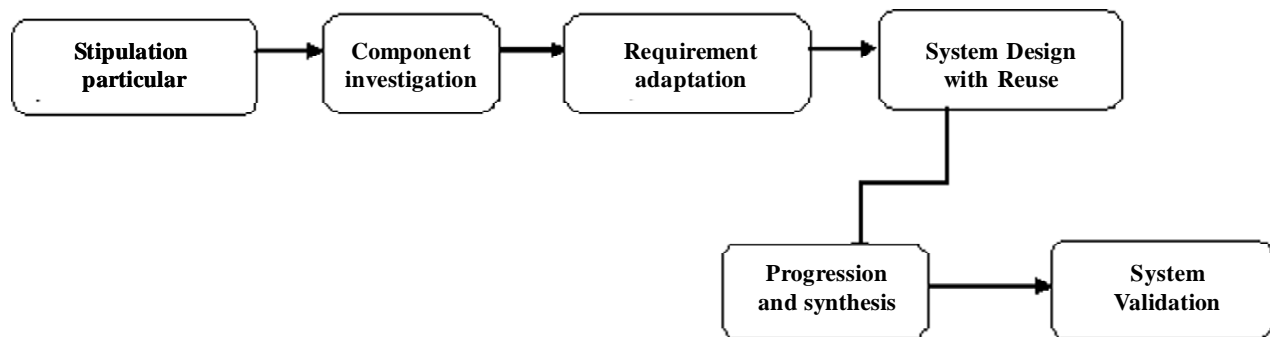 Stipulation
particular
Component
investigation
Requirement
adaptation
System Design
with Reuse
Progression
and synthesis
System
Validation